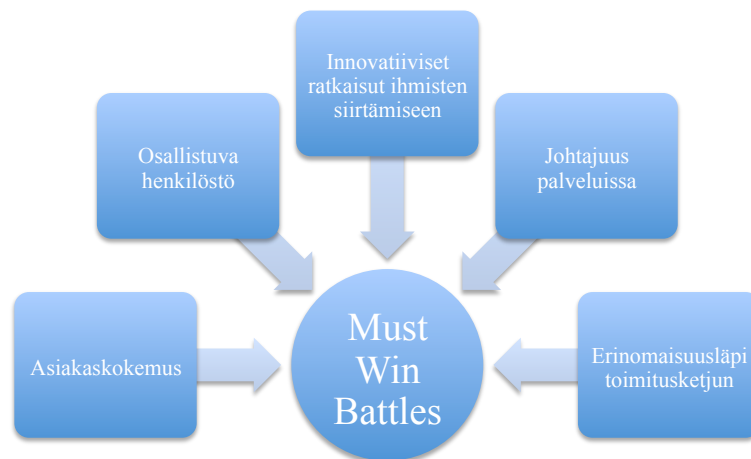 Innovatiiviset
ratkaisut ihmisten
siirtämiseen
Osallistuva
henkilöstö
Johtajuus
palveluissa
Asiakaskokemus
Must
Win
Battles
Erinomaisuusläpi
toimitusketjun